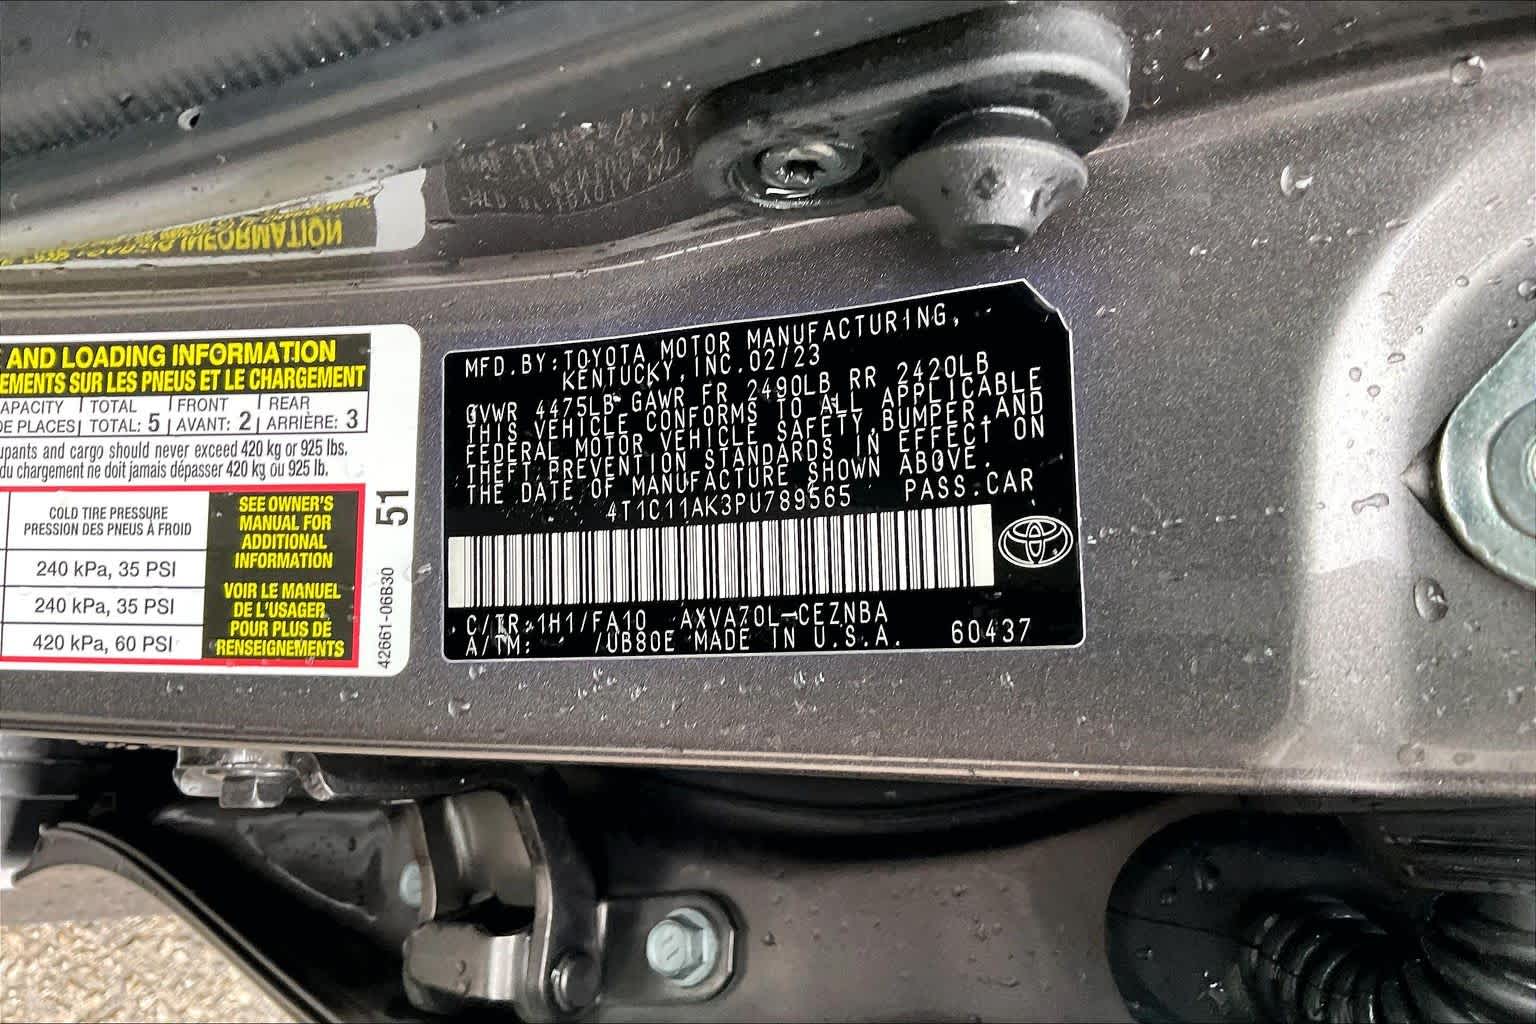 AND LOADING INFORMATION
EMENTS SUR LES PNEUS ET LE CHARGEMENT
APACITY TOTAL FRONT REAR
DE PLACES TOTAL: 5 AVANT: 2 ARRIÈRE: 3
upants and cargo should never exceed 420 kg or 925 lbs.
du chargement ne doit jamais dépasser 420 kg ou 925 lb.
COLD TIRE PRESSURE
PRESSION DES PNEUS À FROID
240 kPa, 35 PSI
240 kPa, 35 PSI
420 kPa, 60 PSI
SEE OWNER'S
MANUAL FOR
ADDITIONAL
INFORMATION
VOIR LE MANUEL
DE L'USAGER
POUR PLUS DE
RENSEIGNEMENTS
51
42661-06B30
MFD.BY:TOYOTA MOTOR MANUFACTURING,
KENTUCKY,INC.02/23
GVWR 4475LB GAWR FR 2490LB RR 2420LB
THIS VEHICLE CONFORMS TO ALL APPLICABLE
FEDERAL MOTOR VEHICLE SAFETY,BUMPER,AND
THEFT PREVENTION STANDARDS IN EFFECT ON
THE DATE OF MANUFACTURE SHOWN ABOVE.
4T1C11AK3PU789565 PASS.CAR
C/TR:1H1/FA10 AXVA70L-CEZNBA
A/TM: /UB80E MADE IN U.S.A. 60437